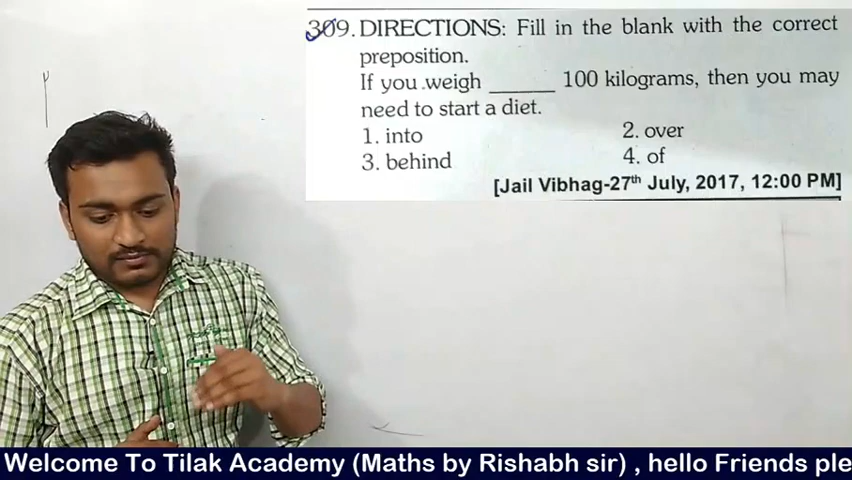 309. DIRECTIONS: Fill in the blank with the correct
preposition.
If you weigh ______ 100 kilograms, then you may
need to start a diet.
1. into 2. over
3. behind 4. of
[Jail Vibhag-27th July, 2017, 12:00 PM]
Welcome To Tilak Academy (Maths by Rishabh sir) , hello Friends ple